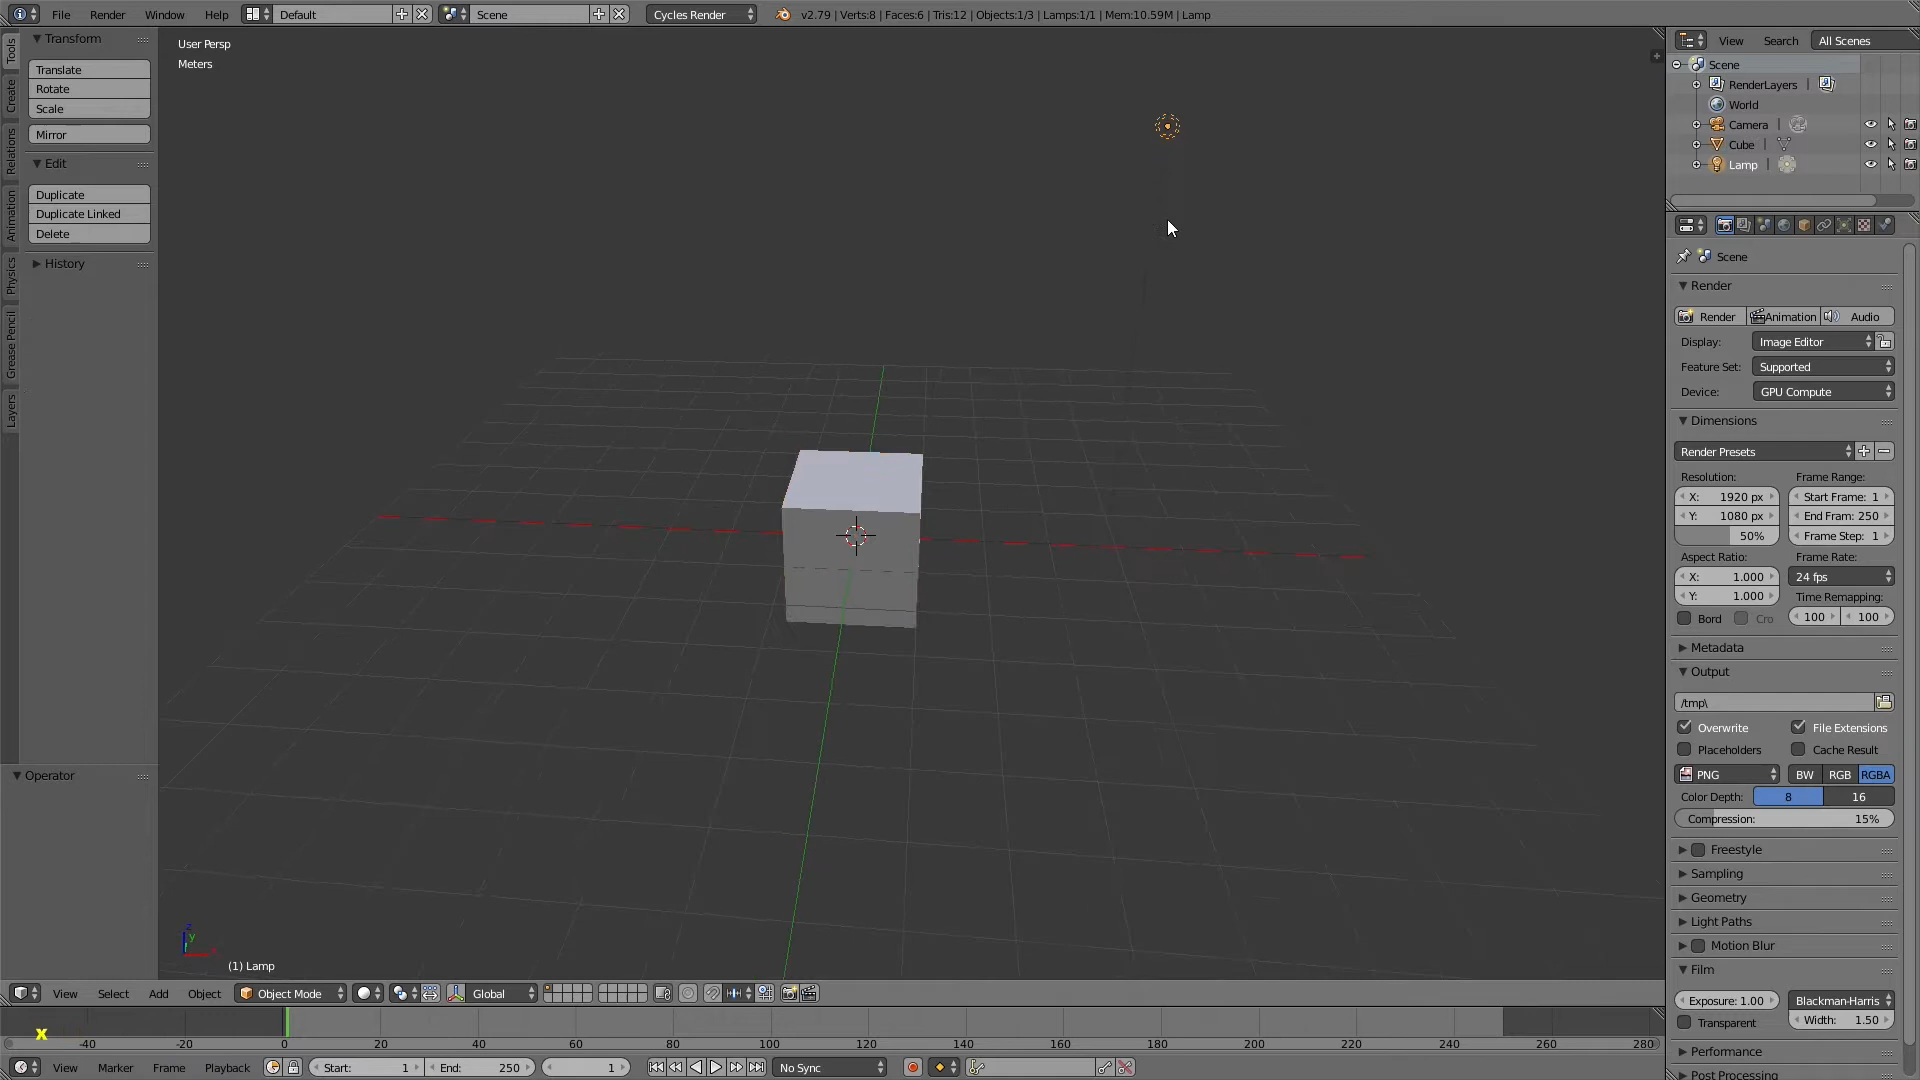 File Render Window Help Default Scene Cycles Render v2.79 | Verts:8 | Faces:6 | Tris:12 | Objects:1/3 | Lamps:1/1 | Mem:10.59M | Lamp
Tools
Create
Relations
Animation
Physics
Grease Pencil
Layers
Transform
Translate
Rotate
Scale
Mirror
Edit
Duplicate
Duplicate Linked
Delete
History
Operator
User Persp
Meters
z
y
x
(1) Lamp
View Search All Scenes
Scene
RenderLayers |
World
Camera |
Cube |
Lamp |
Scene
Render
Render Animation Audio
Display: Image Editor
Feature Set: Supported
Device: GPU Compute
Dimensions
Render Presets
Resolution: Frame Range:
X: 1920 px Start Frame: 1
Y: 1080 px End Fram: 250
50% Frame Step: 1
Aspect Ratio: Frame Rate:
X: 1.000 24 fps
Y: 1.000 Time Remapping:
Bord Cro 100 100
Metadata
Output
/tmp\
Overwrite File Extensions
Placeholders Cache Result
PNG BW RGB RGBA
Color Depth: 8 16
Compression: 15%
Freestyle
Sampling
Geometry
Light Paths
Motion Blur
Film
Exposure: 1.00 Blackman-Harris
Transparent Width: 1.50
Performance
Post Processing
View Select Add Object Object Mode Global
X
-40 -20 0 20 40 60 80 100 120 140 160 180 200 220 240 260 280
View Marker Frame Playback Start: 1 End: 250 1 No Sync